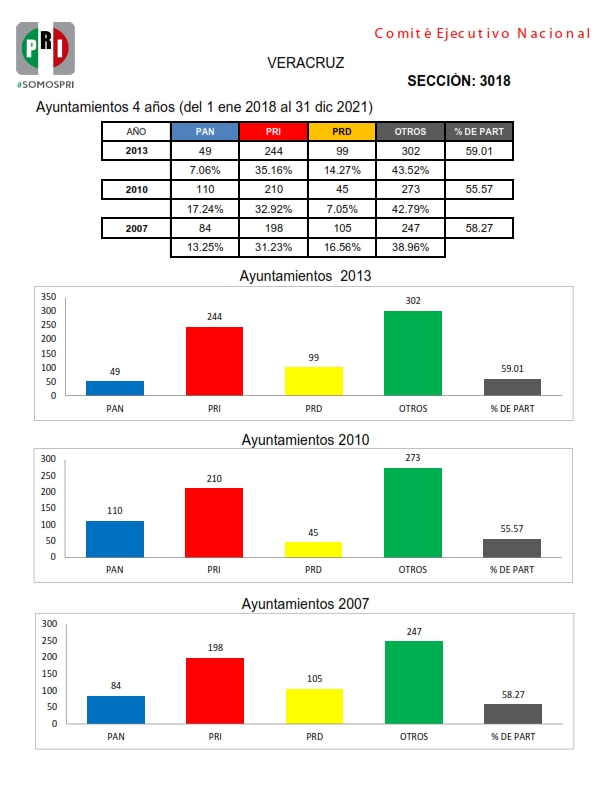 PRI
#SOMOSPRI
Comité Ejecutivo Nacional
VERACRUZ
SECCIÓN: 3018
Ayuntamientos 4 años (del 1 ene 2018 al 31 dic 2021)
AÑO PAN PRI PRD OTROS % DE PART
2013 49 244 99 302 59.01
7.06% 35.16% 14.27% 43.52%
2010 110 210 45 273 55.57
17.24% 32.92% 7.05% 42.79%
2007 84 198 105 247 58.27
13.25% 31.23% 16.56% 38.96%
Ayuntamientos 2013
350
300
250
200
150
100
50
0
49
244
99
302
59.01
PAN PRI PRD OTROS % DE PART
Ayuntamientos 2010
300
250
200
150
100
50
0
110
210
45
273
55.57
PAN PRI PRD OTROS % DE PART
Ayuntamientos 2007
300
250
200
150
100
50
0
84
198
105
247
58.27
PAN PRI PRD OTROS % DE PART